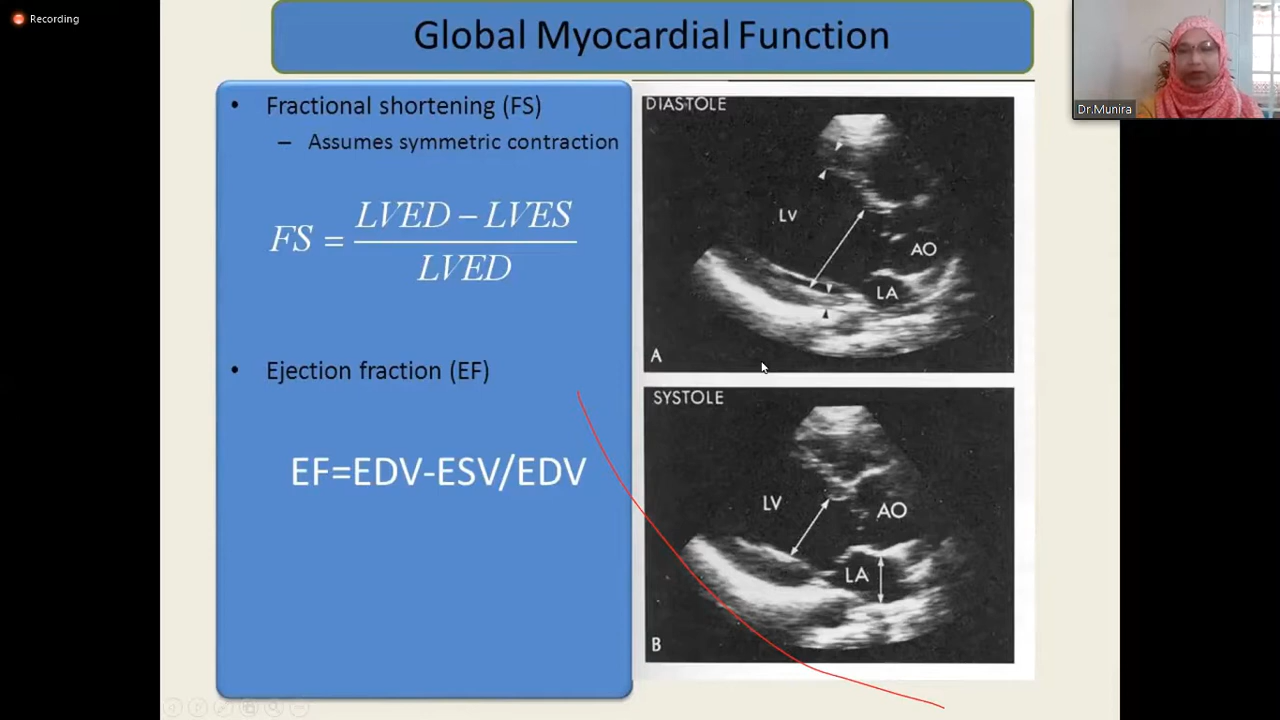 Recording
Global Myocardial Function
Dr.Munira
• Fractional shortening (FS)
– Assumes symmetric contraction
FS = LVED – LVES
LVED
• Ejection fraction (EF)
EF=EDV-ESV/EDV
DIASTOLE
LV
AO
LA
A
SYSTOLE
LV
AO
LA
B